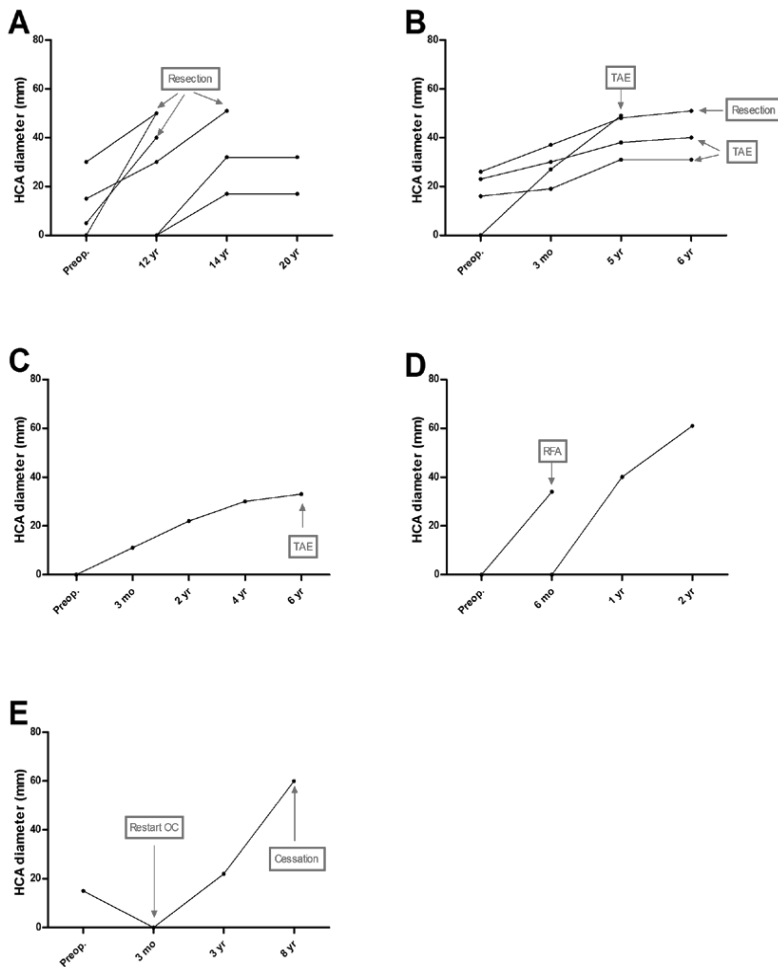 A
HCA diameter (mm)
80
60
40
20
0
Resection
Preop.
12 yr
14 yr
20 yr
B
HCA diameter (mm)
80
60
40
20
0
TAE
Resection
TAE
Preop.
3 mo
5 yr
6 yr
C
HCA diameter (mm)
80
60
40
20
0
TAE
Preop.
3 mo
2 yr
4 yr
6 yr
D
HCA diameter (mm)
80
60
40
20
0
RFA
Preop.
6 mo
1 yr
2 yr
E
HCA diameter (mm)
80
60
40
20
0
Restart OC
Cessation
Preop.
3 mo
3 yr
8 yr